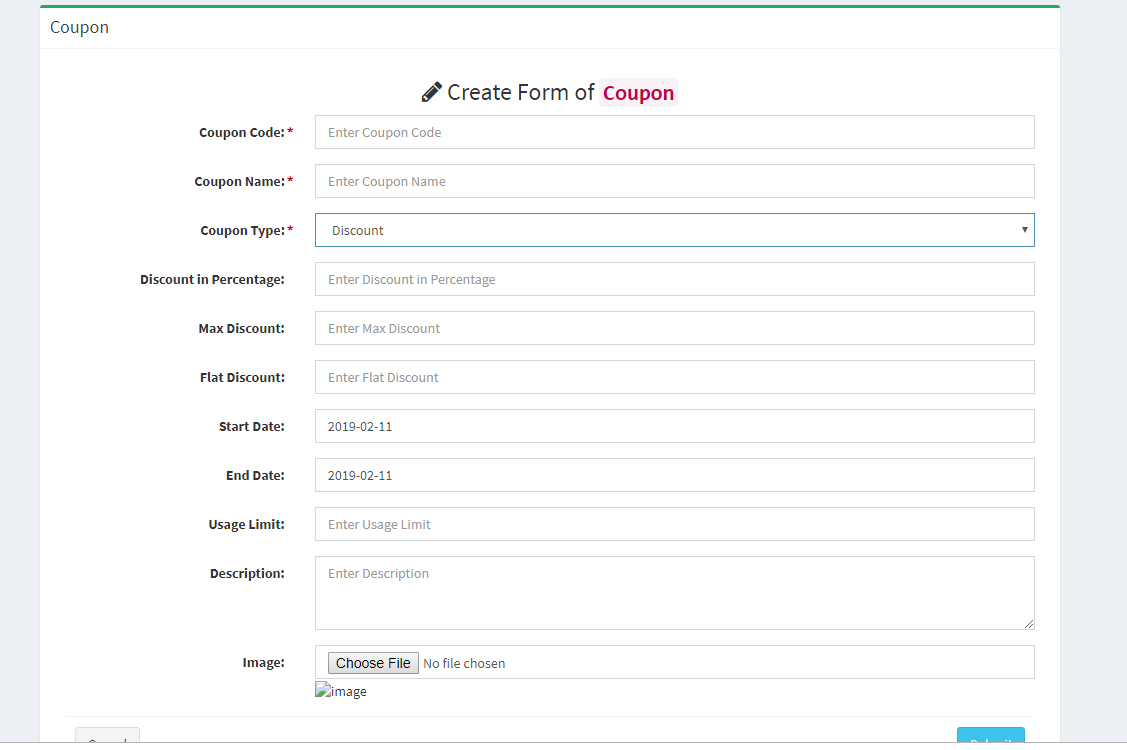 Coupon
Create Form of Coupon
Coupon Code:* Enter Coupon Code
Coupon Name:* Enter Coupon Name
Coupon Type:* Discount
Discount in Percentage: Enter Discount in Percentage
Max Discount: Enter Max Discount
Flat Discount: Enter Flat Discount
Start Date: 2019-02-11
End Date: 2019-02-11
Usage Limit: Enter Usage Limit
Description: Enter Description
Image: Choose File No file chosen
image